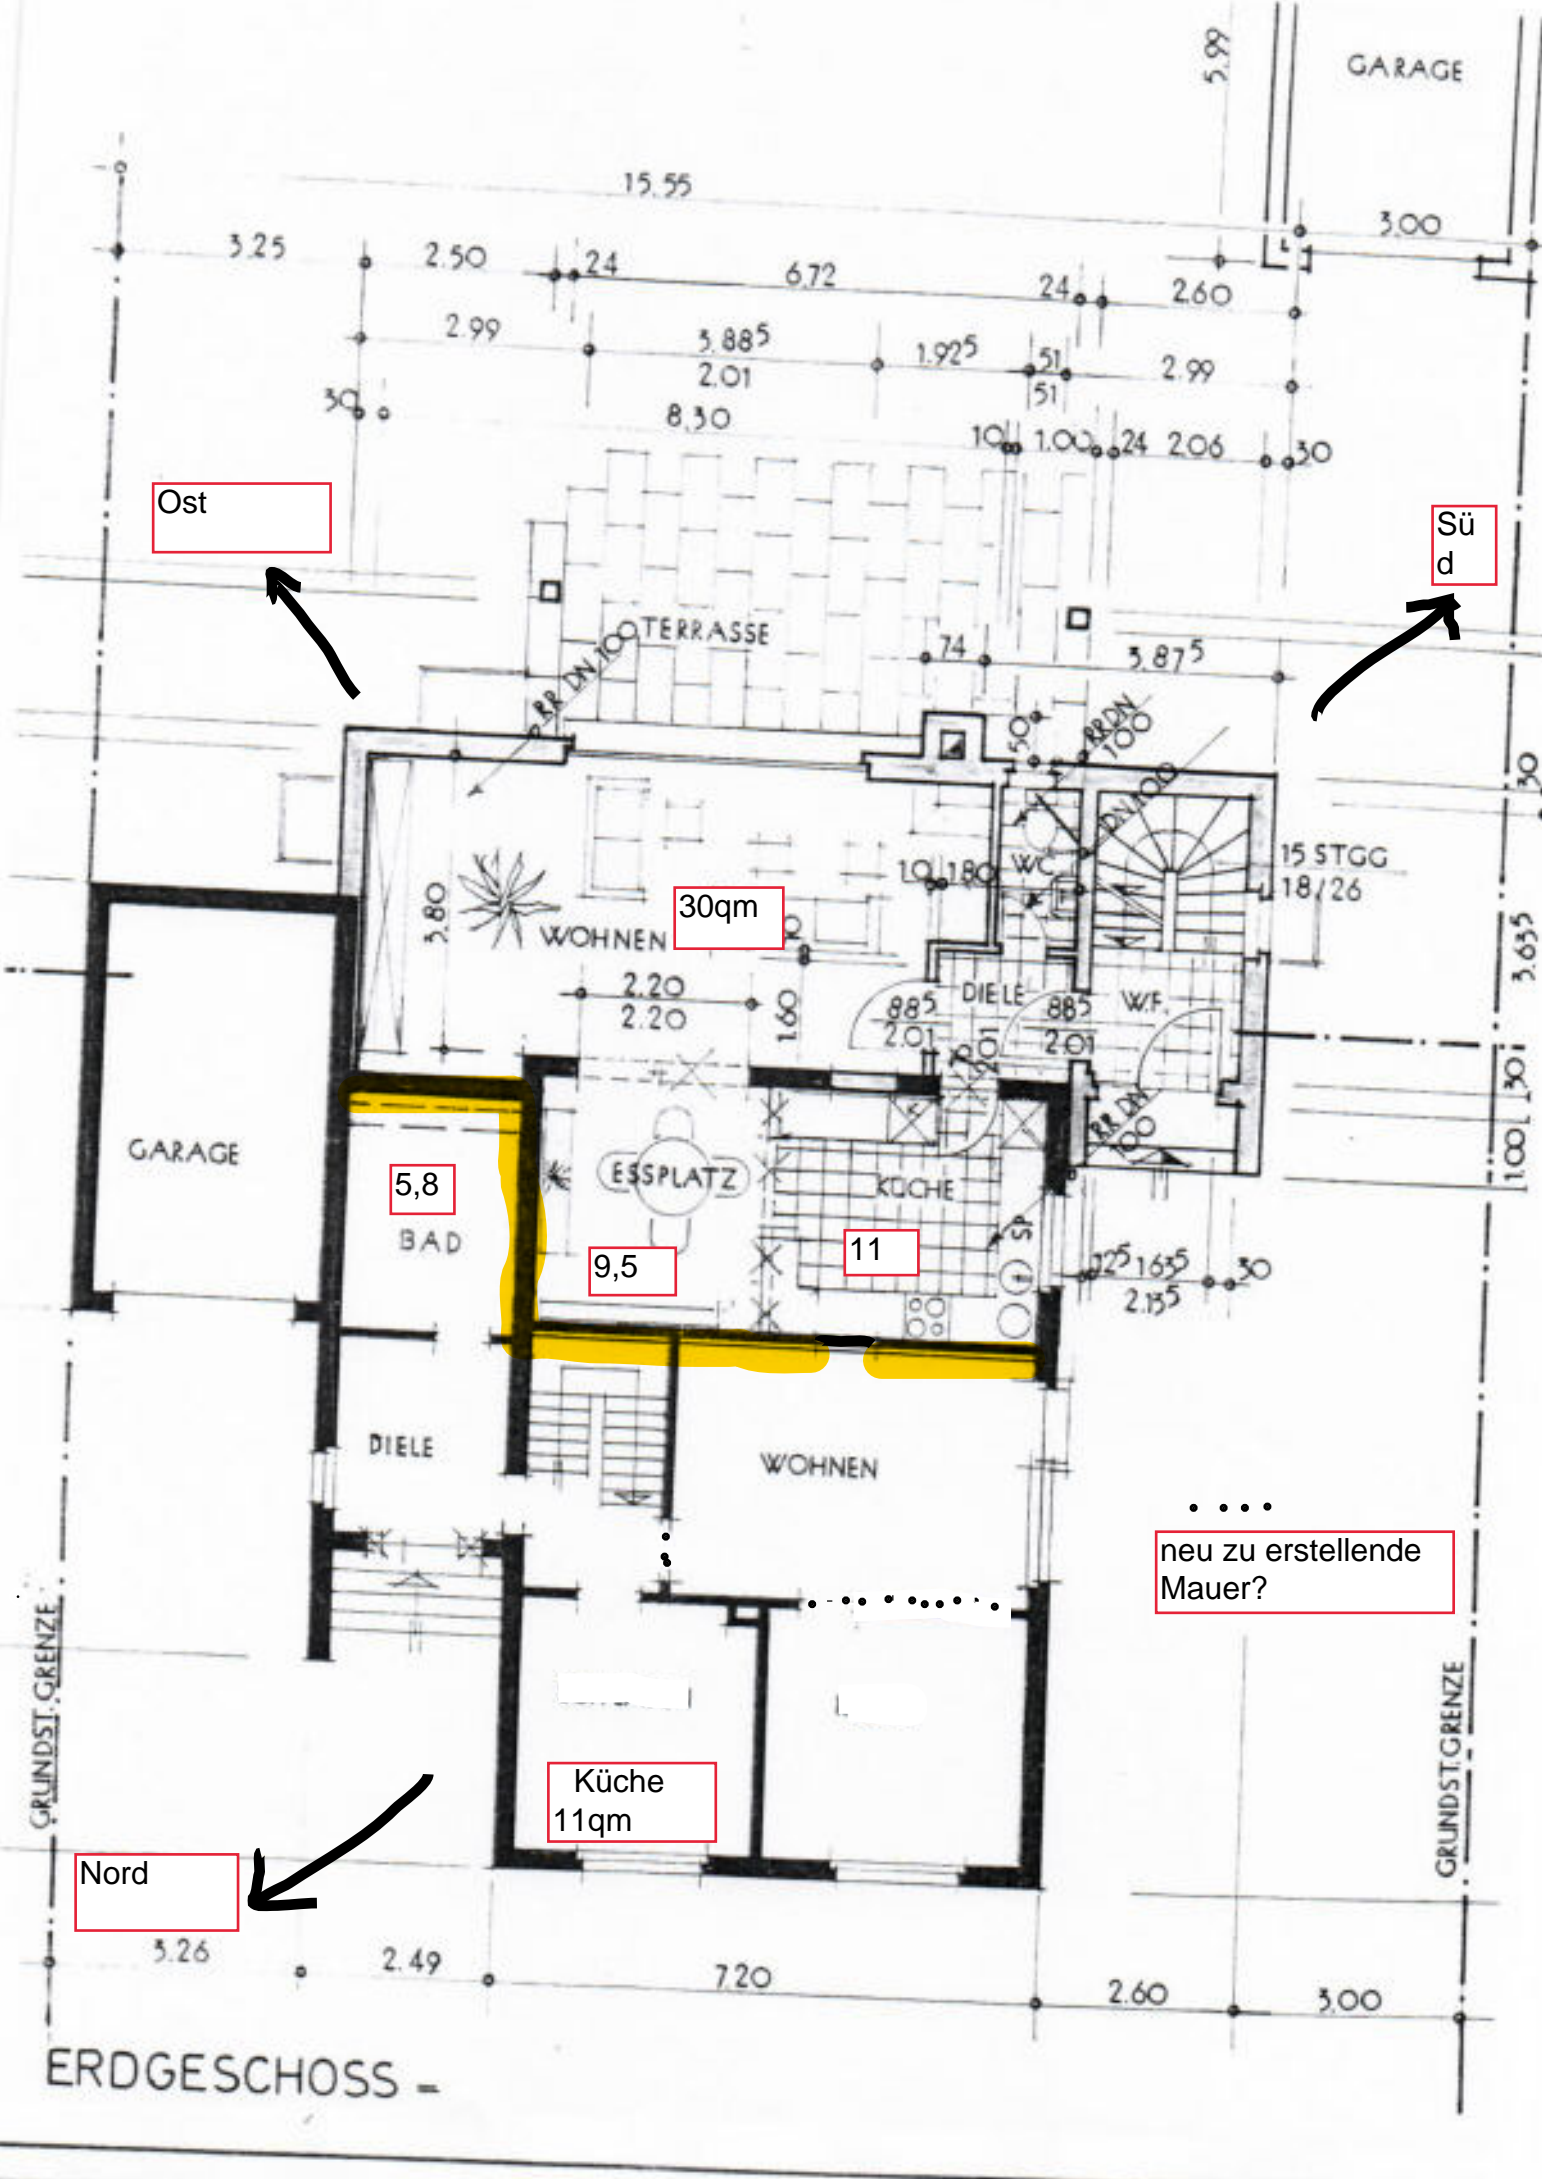 5.99
GARAGE
15.55
3.00
3.25
2.50
24
6.72
24
2.60
2.99
3.88⁵
2.01
1.92⁵
51
51
2.99
30
8,30
10
1.00
24
2.06
30
Ost
Sü
d
TERRASSE
RR DN 100
74
3.87⁵
50
RR DN
100
DN 100
30
15 STGG
18/26
WC
10
1.80
3.80
30qm
WOHNEN
2.20
2.20
1.60
DIELE
W.F.
88⁵
2.01
88⁵
2.01
3.635
30
1.00
GARAGE
RR DN
100
5,8
BAD
ESSPLATZ
KÜCHE
SP
9,5
11
12⁵
1.63⁵
30
2.13⁵
DIELE
WOHNEN
neu zu erstellende
Mauer?
GRUNDST.GRENZE
GRUNDST.GRENZE
Küche
11qm
Nord
3.26
2.49
7.20
2.60
3.00
ERDGESCHOSS -